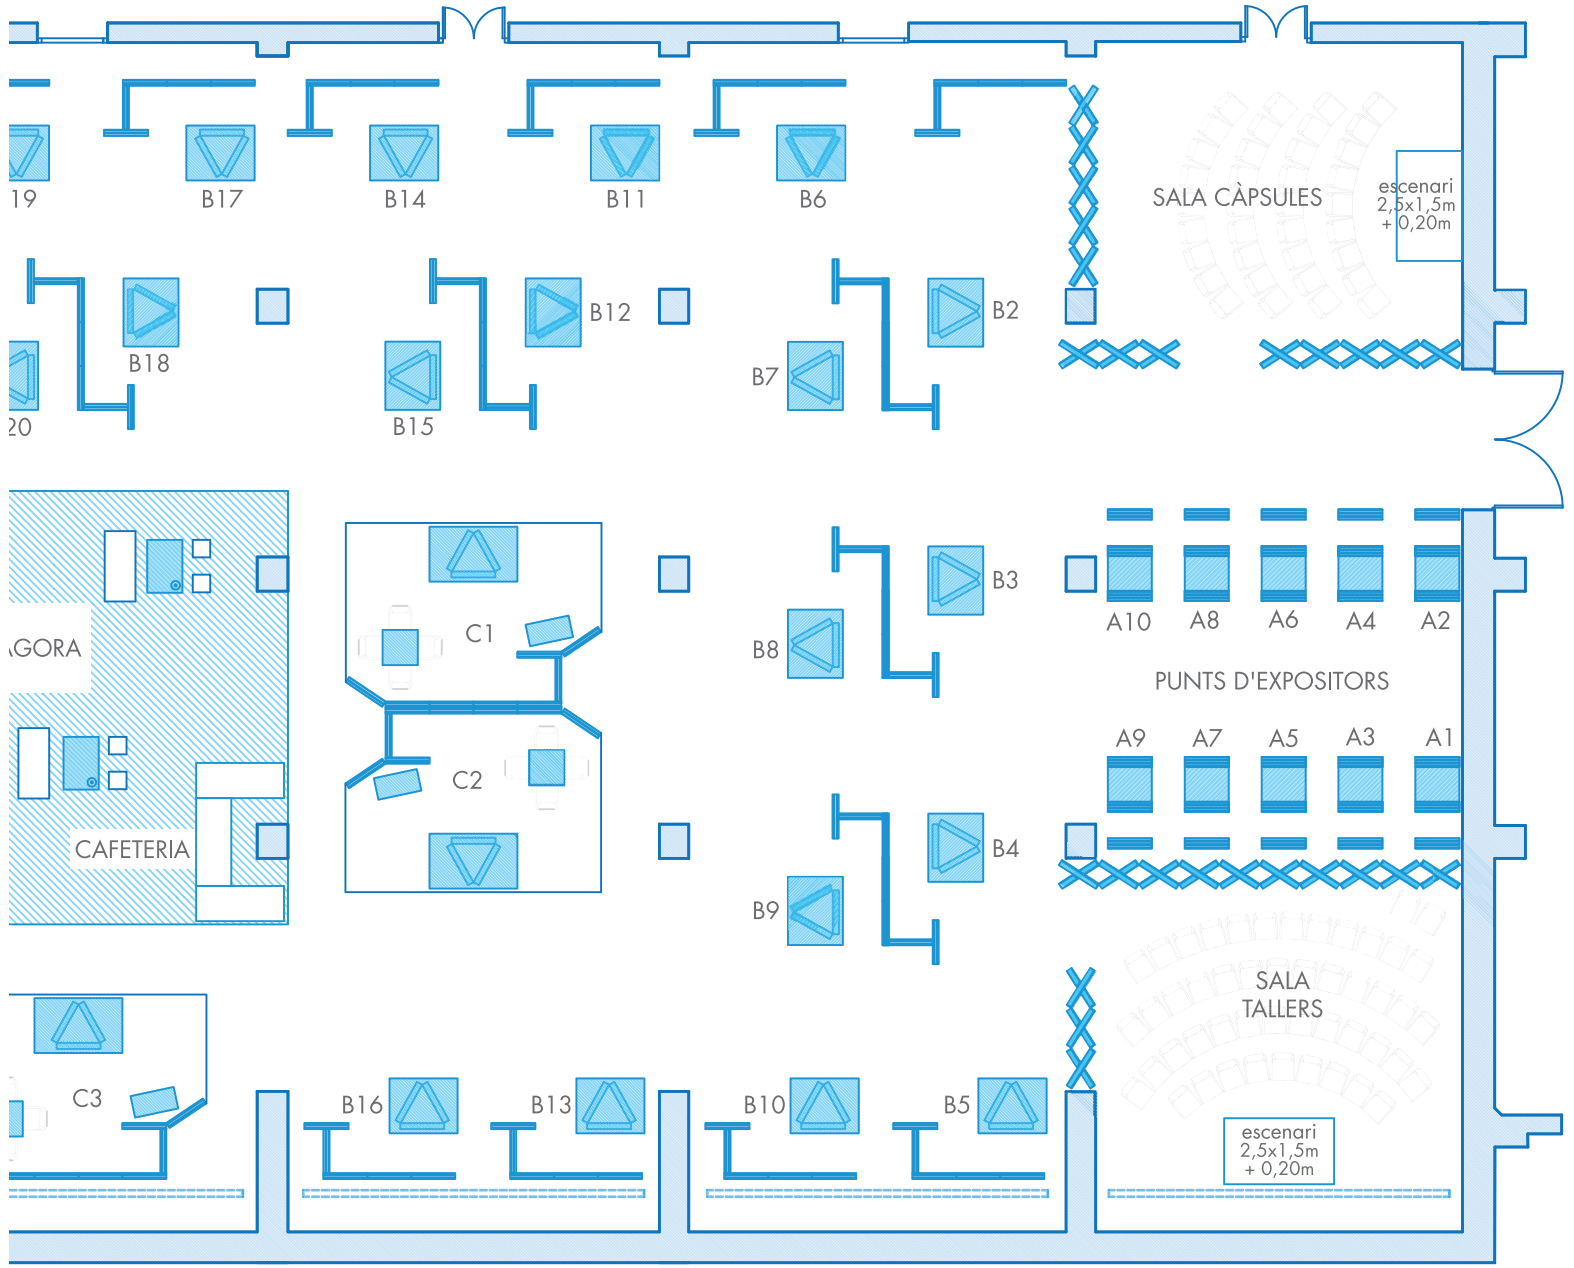 19
B17
B14
B11
B6
SALA CÀPSULES
escenari
2,5x1,5m
+ 0,20m
B18
B12
B2
20
B15
B7
C1
B3
A10
A8
A6
A4
A2
AGORA
B8
PUNTS D'EXPOSITORS
A9
A7
A5
A3
A1
C2
CAFETERIA
B4
B9
SALA
TALLERS
C3
B16
B13
B10
B5
escenari
2,5x1,5m
+ 0,20m